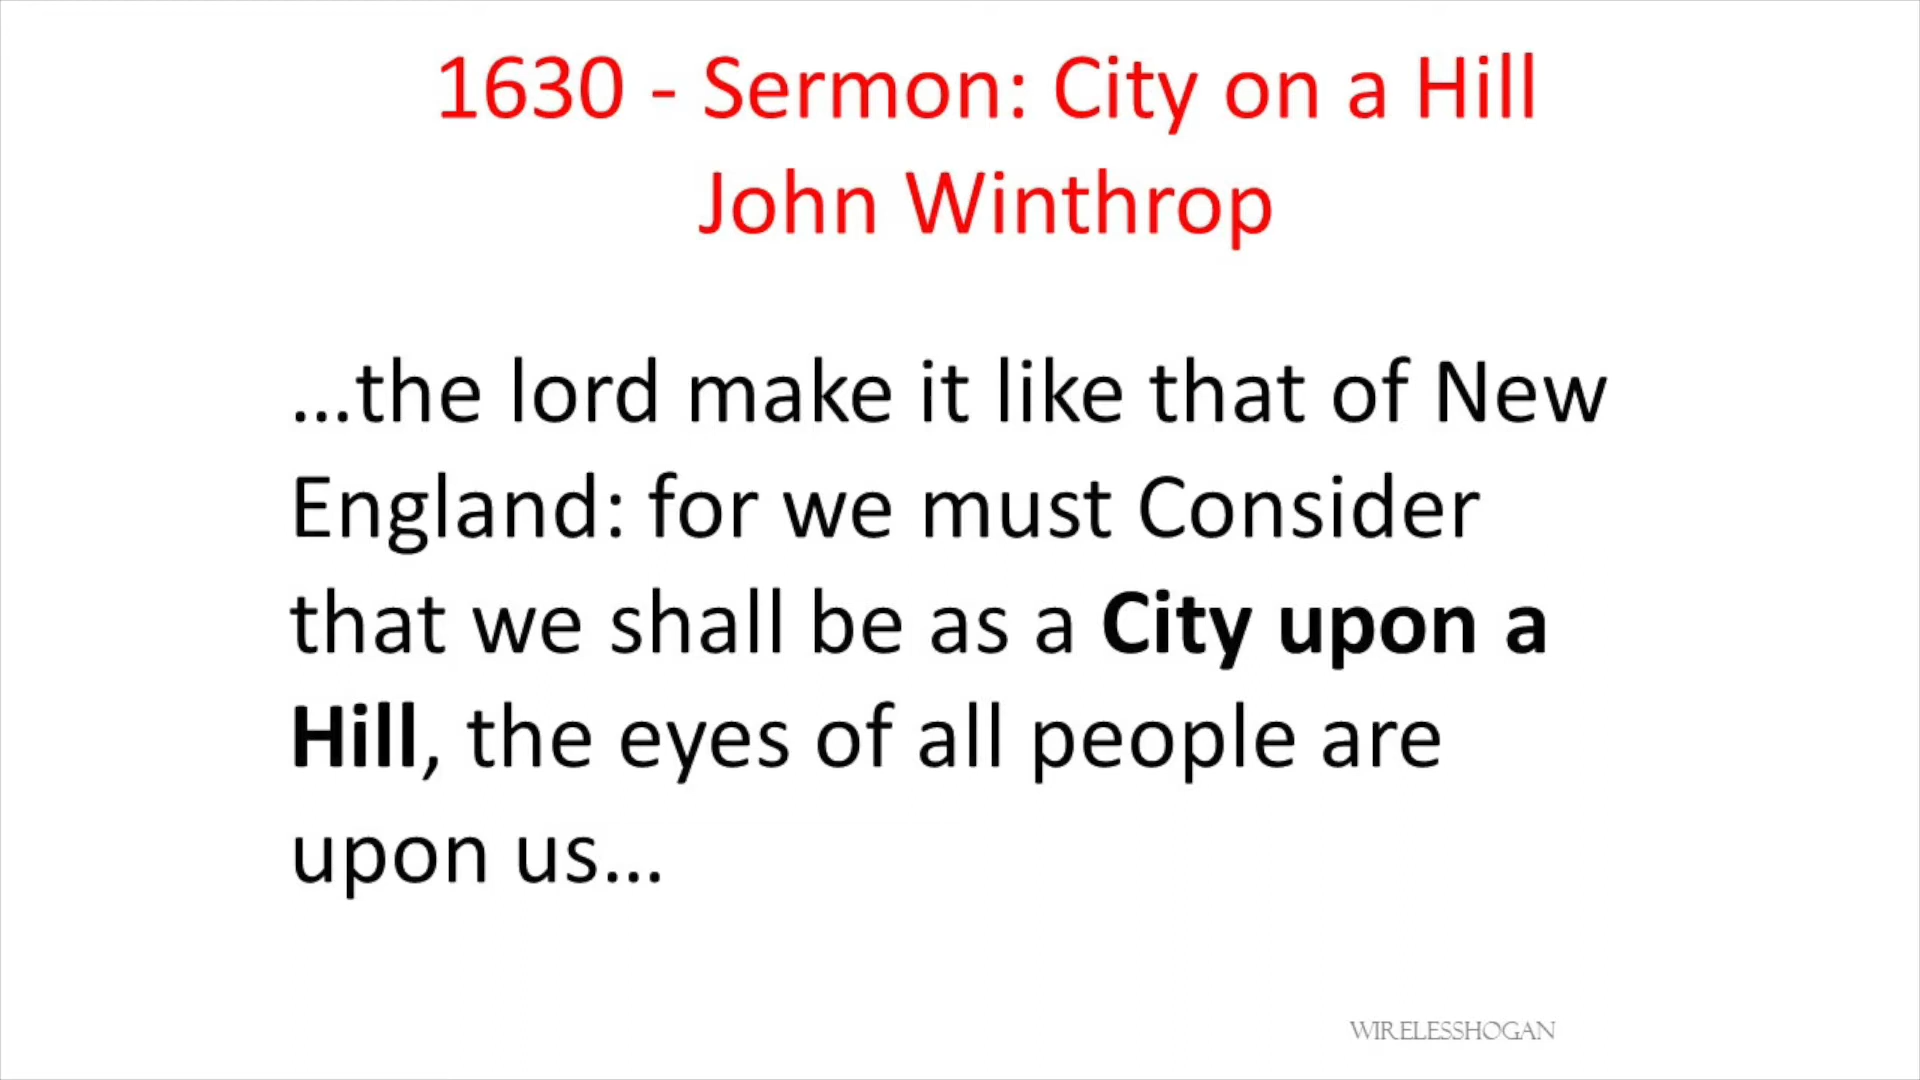 1630 - Sermon: City on a Hill
John Winthrop
...the lord make it like that of New
England: for we must Consider
that we shall be as a City upon a
Hill, the eyes of all people are
upon us...
WIRELESSHOGAN